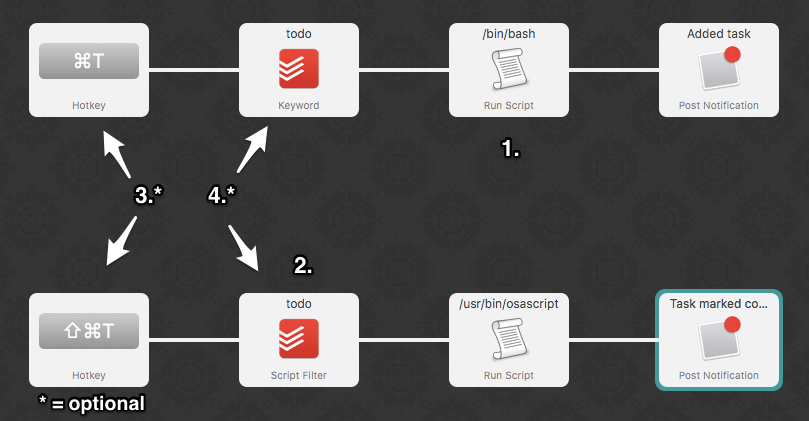 todo
/bin/bash
Added task
⌘T
Hotkey
Keyword
Run Script
Post Notification
1.
3.*
4.*
2.
todo
/usr/bin/osascript
Task marked co...
⇧⌘T
Hotkey
Script Filter
Run Script
Post Notification
* = optional